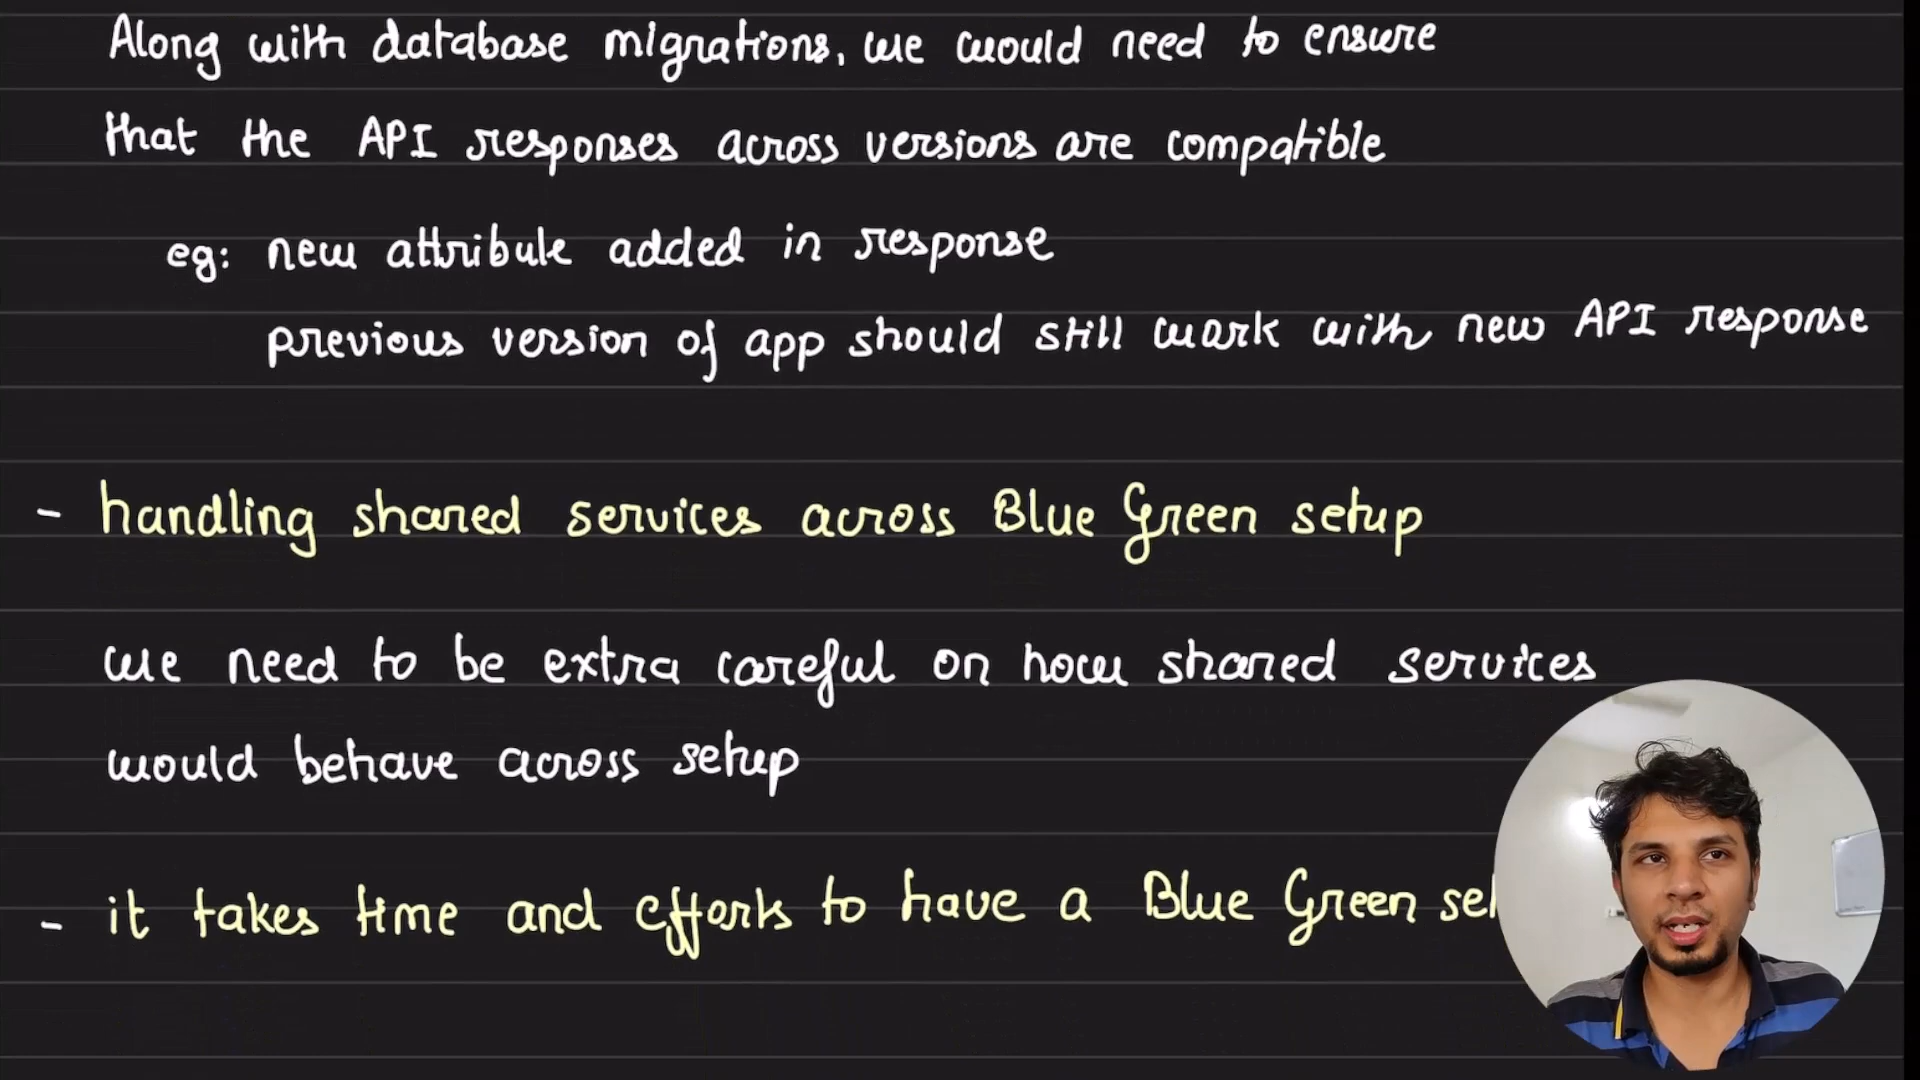 Along with database migrations, we would need to ensure
that the API responses across versions are compatible
eg: new attribute added in response
previous version of app should still work with new API response
- handling shared services across Blue Green setup
we need to be extra careful on how shared services
would behave across setup
- it takes time and efforts to have a Blue Green set